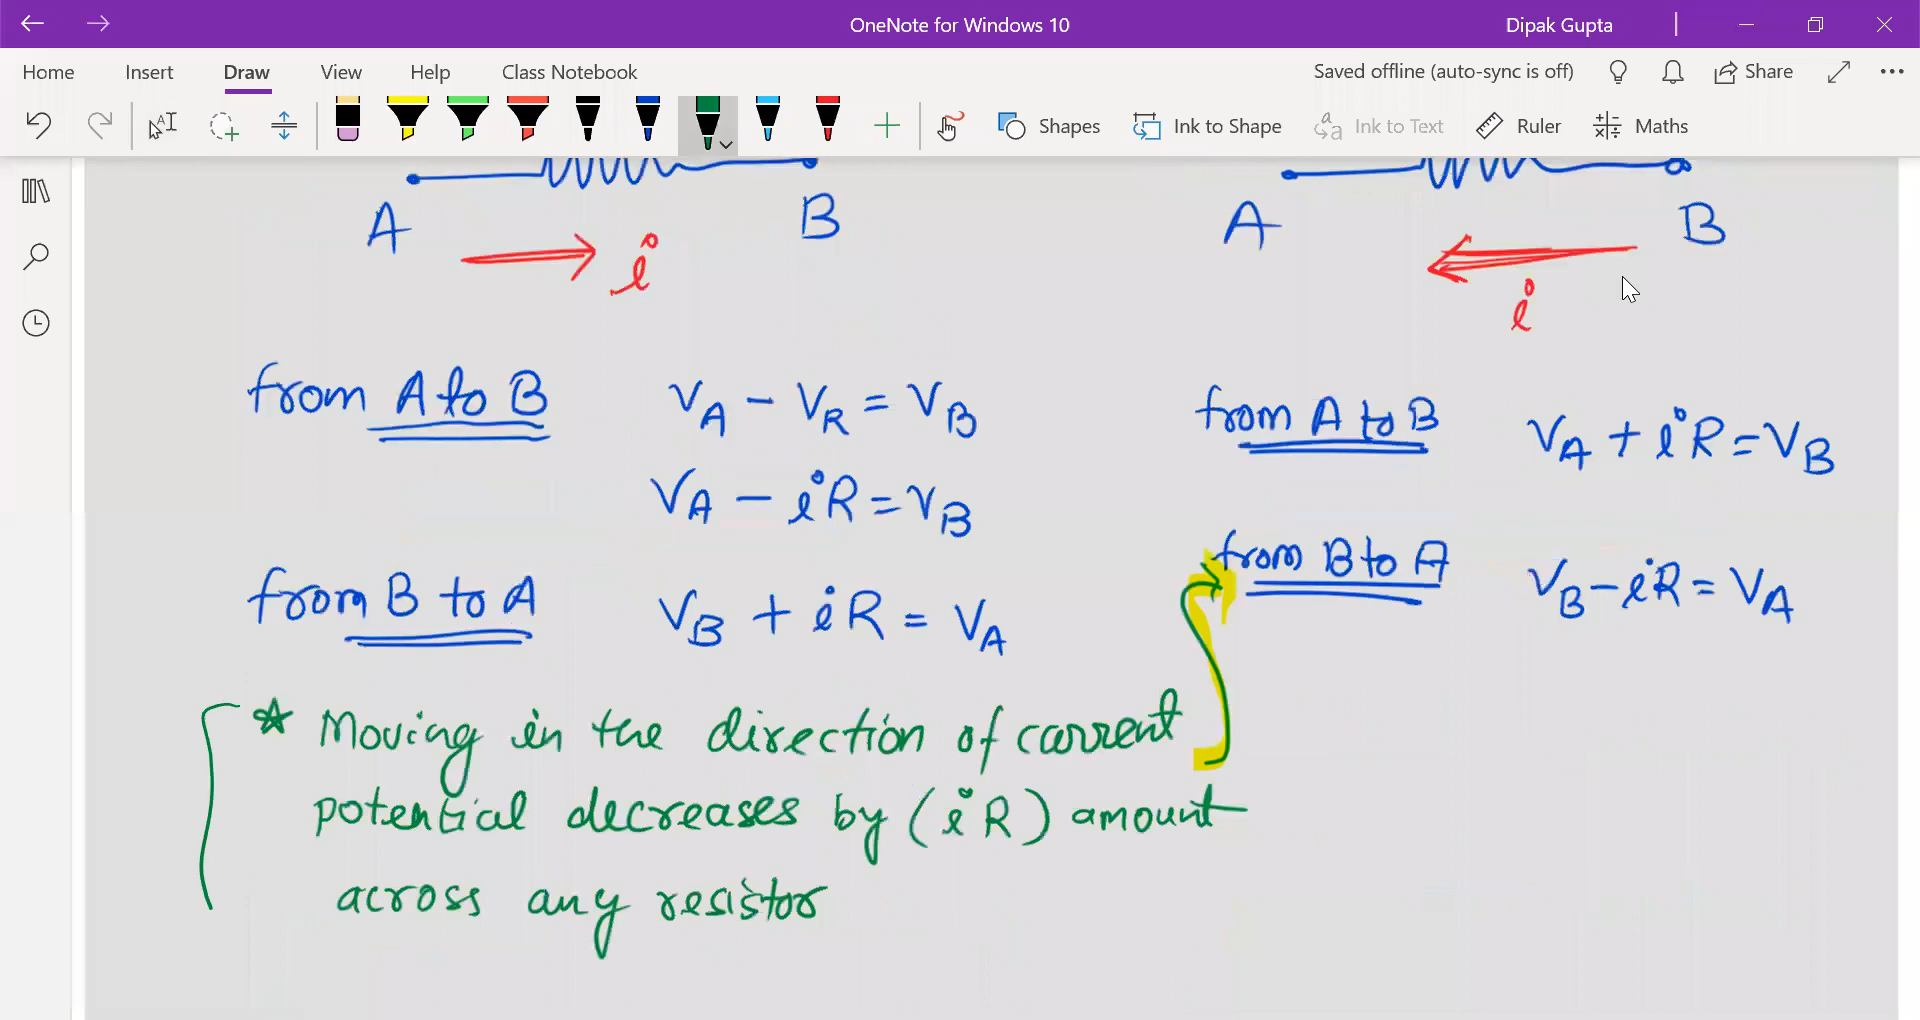 OneNote for Windows 10
Dipak Gupta
Home Insert Draw View Help Class Notebook
Saved offline (auto-sync is off) Share
Shapes Ink to Shape Ink to Text Ruler Maths
A B
i
A B
i
from A to B VA - VR = VB
VA - iR = VB
from B to A VB + iR = VA
from A to B VA + iR = VB
from B to A VB - iR = VA
* Moving in the direction of current
potential decreases by (iR) amount
across any resistor